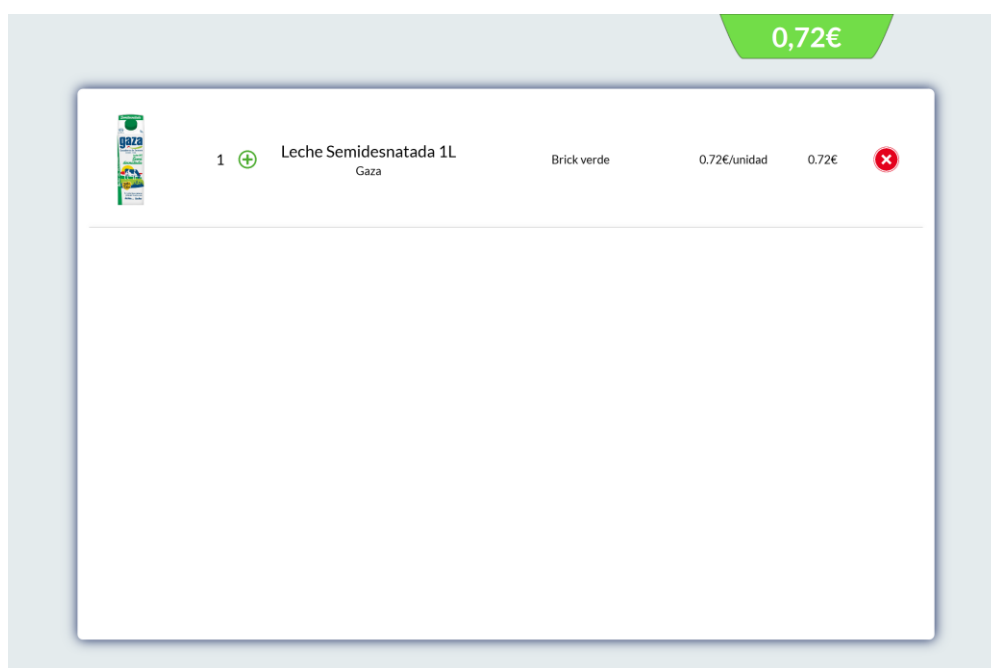 0,72€
gaza
1
Leche Semidesnatada 1L
Gaza
Brick verde
0.72€/unidad
0.72€